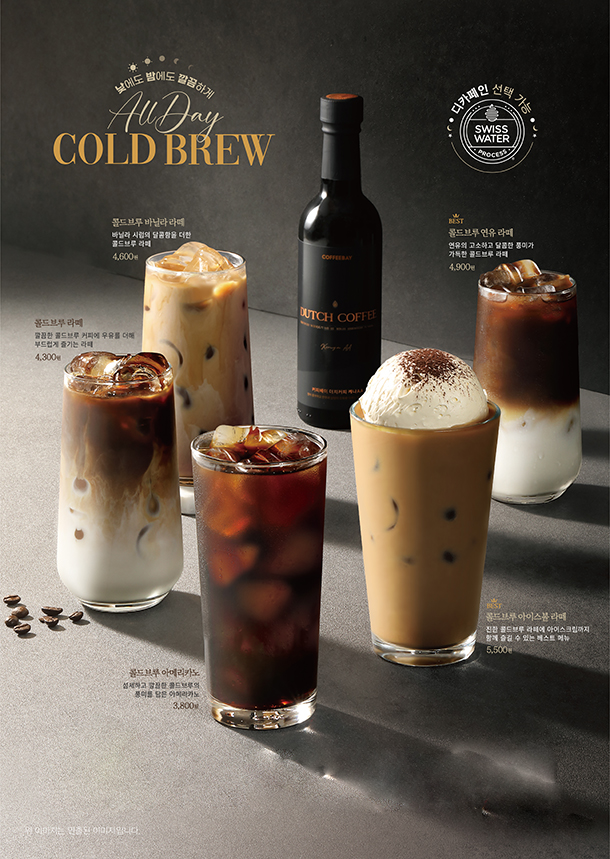 낮에도 밤에도 깔끔하게
All Day
COLD BREW
디카페인 선택 가능
SWISS
WATER
PROCESS
콜드브루 바닐라 라떼
바닐라 시럽의 달콤함을 더한
콜드브루 라떼
4,600원
BEST
콜드브루 연유 라떼
연유의 고소하고 달콤한 풍미가
가득한 콜드브루 라떼
4,900원
COFFEEBAY
DUTCH COFFEE
콜드브루 라떼
깔끔한 콜드브루 커피에 우유를 더해
부드럽게 즐기는 라떼
4,300원
BEST
콜드브루 아이스볼 라떼
진한 콜드브루 라떼에 아이스크림까지
함께 즐길 수 있는 베스트 메뉴
5,500원
콜드브루 아메리카노
섬세하고 깔끔한 콜드브루의
풍미를 담은 아메리카노
3,800원
위 이미지는 연출된 이미지입니다.